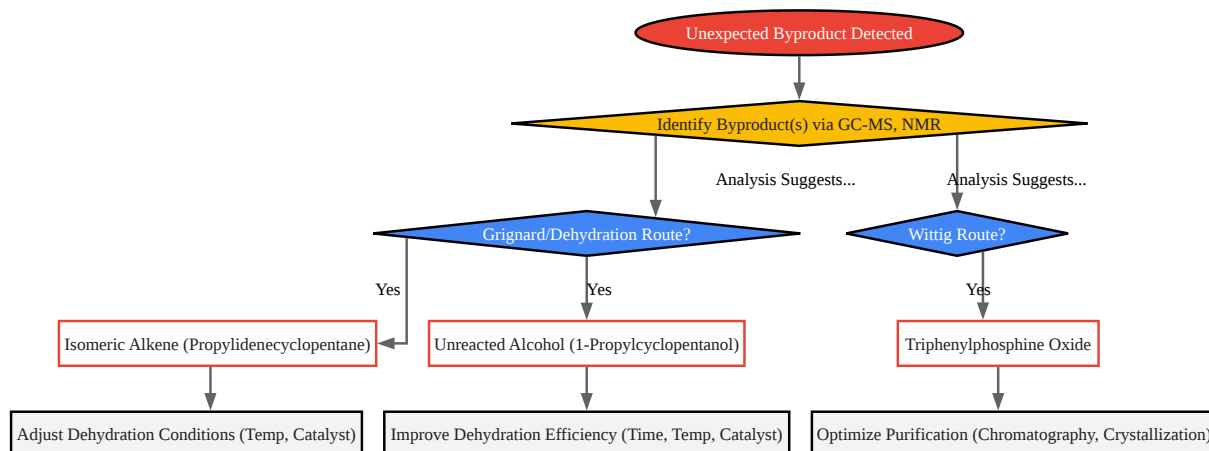 Unexpected Byproduct Detected
Identify Byproduct(s) via GC-MS, NMR
Analysis Suggests...
Analysis Suggests...
Grignard/Dehydration Route?
Wittig Route?
Yes
Yes
Yes
Isomeric Alkene (Propylidenecyclopentane)
Unreacted Alcohol (1-Propylcyclopentanol)
Triphenylphosphine Oxide
Adjust Dehydration Conditions (Temp, Catalyst)
Improve Dehydration Efficiency (Time, Temp, Catalyst)
Optimize Purification (Chromatography, Crystallization)